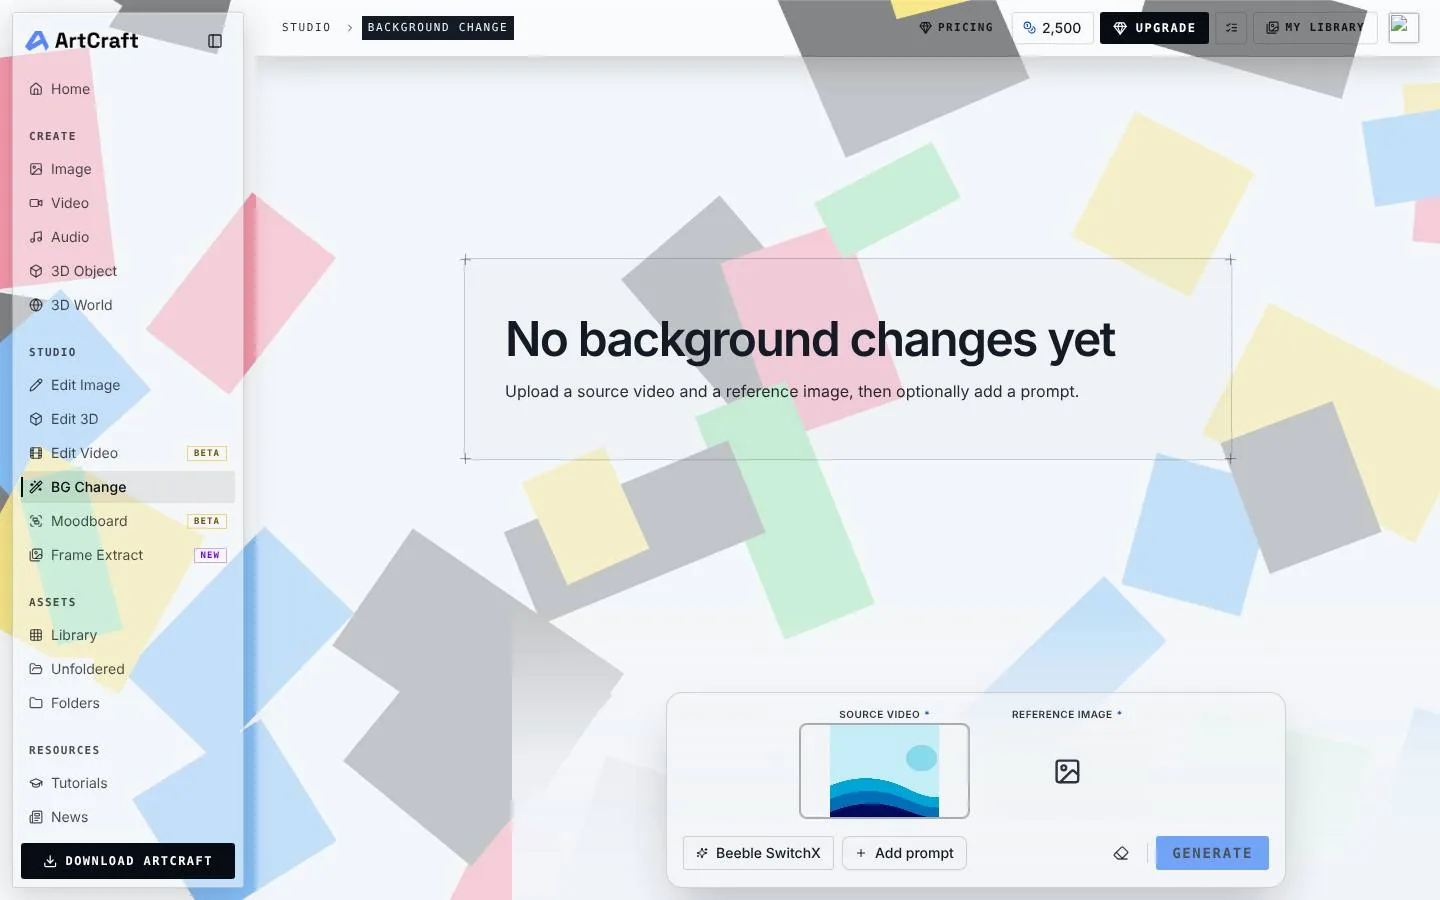 ArtCraft
Home
CREATE
Image
Video
Audio
3D Object
3D World
STUDIO
Edit Image
Edit 3D
Edit Video BETA
BG Change
Moodboard BETA
Frame Extract NEW
ASSETS
Library
Unfoldered
Folders
RESOURCES
Tutorials
News
DOWNLOAD ARTCRAFT
STUDIO > BACKGROUND CHANGE
PRICING
2,500
UPGRADE
MY LIBRARY
No background changes yet
Upload a source video and a reference image, then optionally add a prompt.
SOURCE VIDEO *
REFERENCE IMAGE *
Beeble SwitchX
+ Add prompt
GENERATE